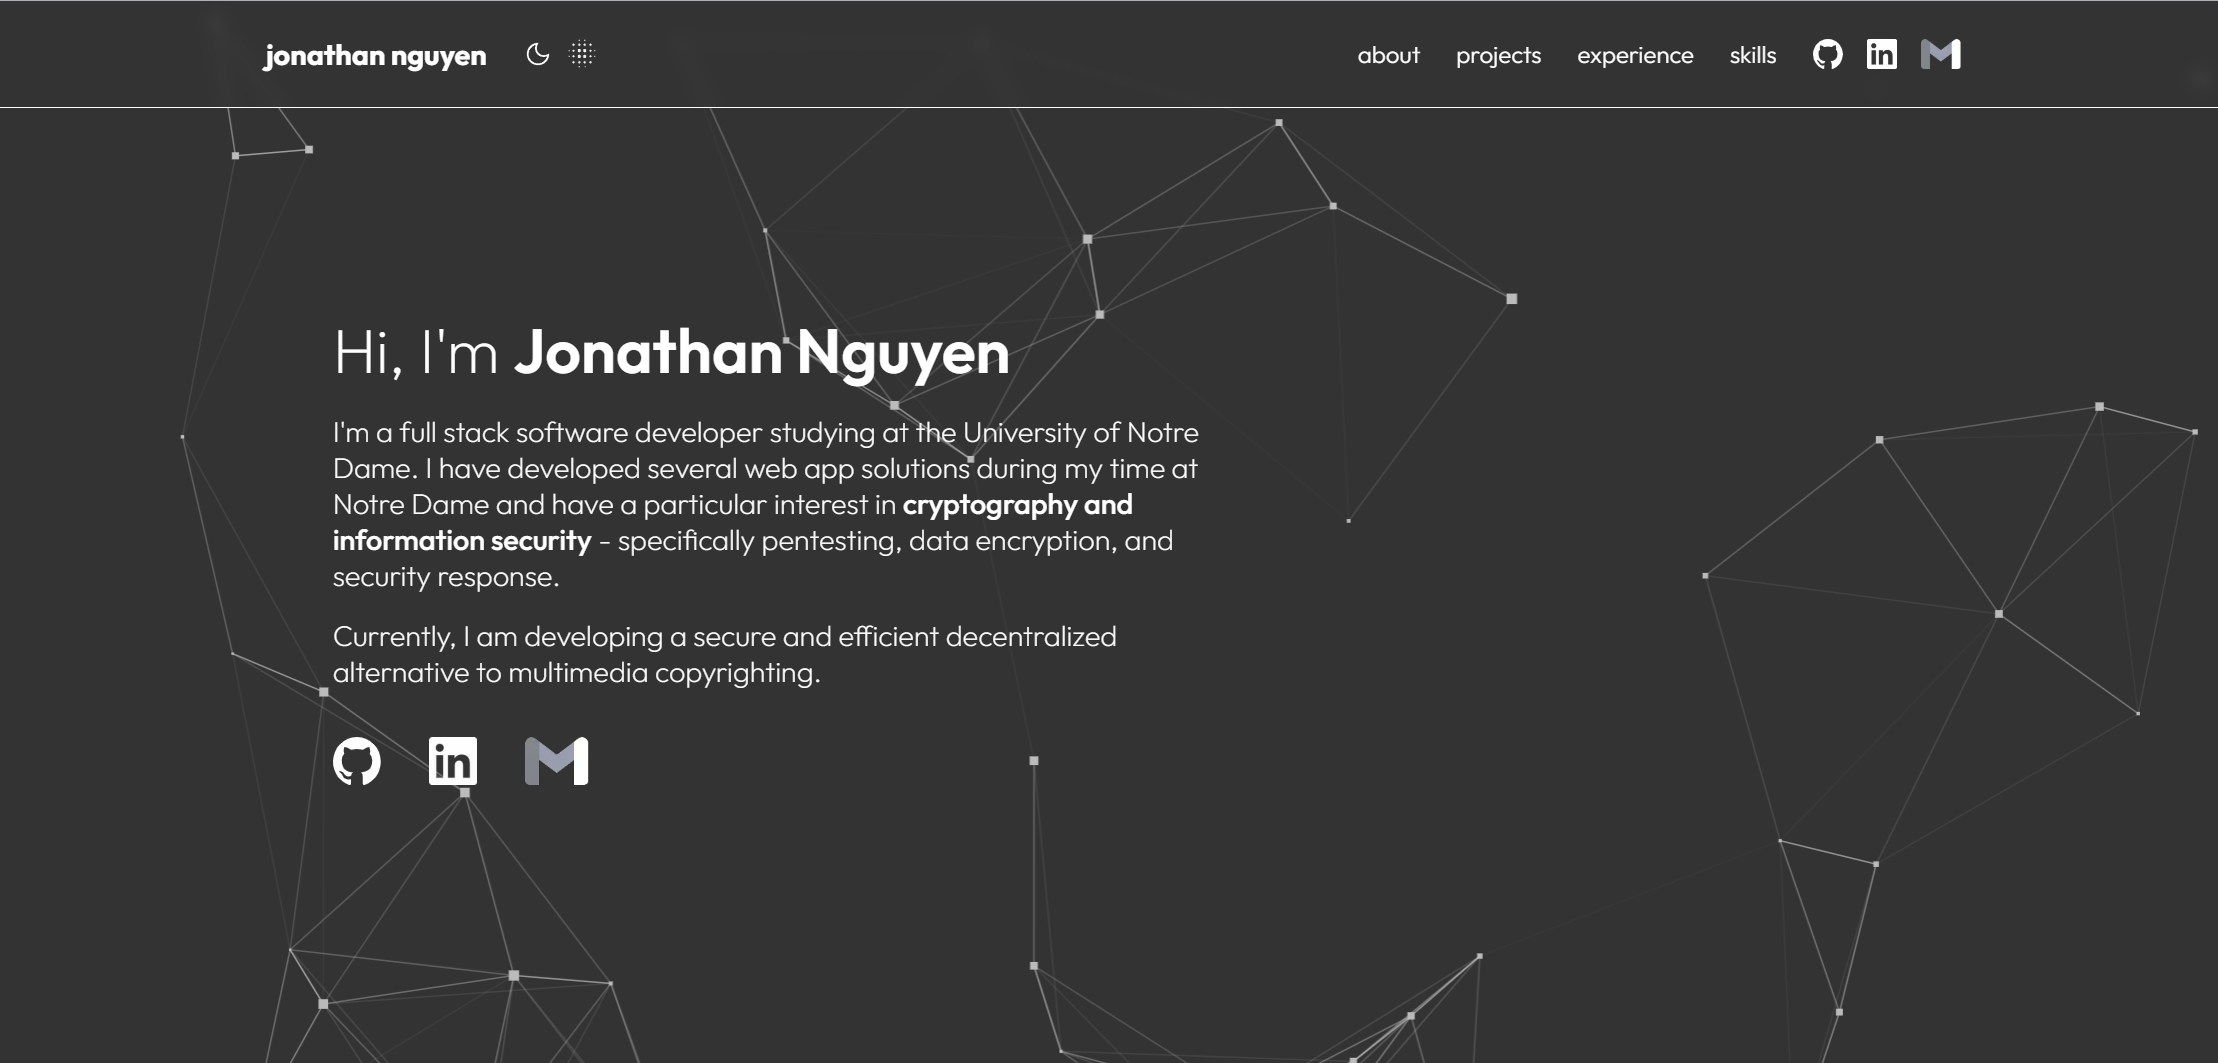 jonathan nguyen
about projects experience skills
Hi, I'm Jonathan Nguyen
I'm a full stack software developer studying at the University of Notre
Dame. I have developed several web app solutions during my time at
Notre Dame and have a particular interest in cryptography and
information security - specifically pentesting, data encryption, and
security response.
Currently, I am developing a secure and efficient decentralized
alternative to multimedia copyrighting.